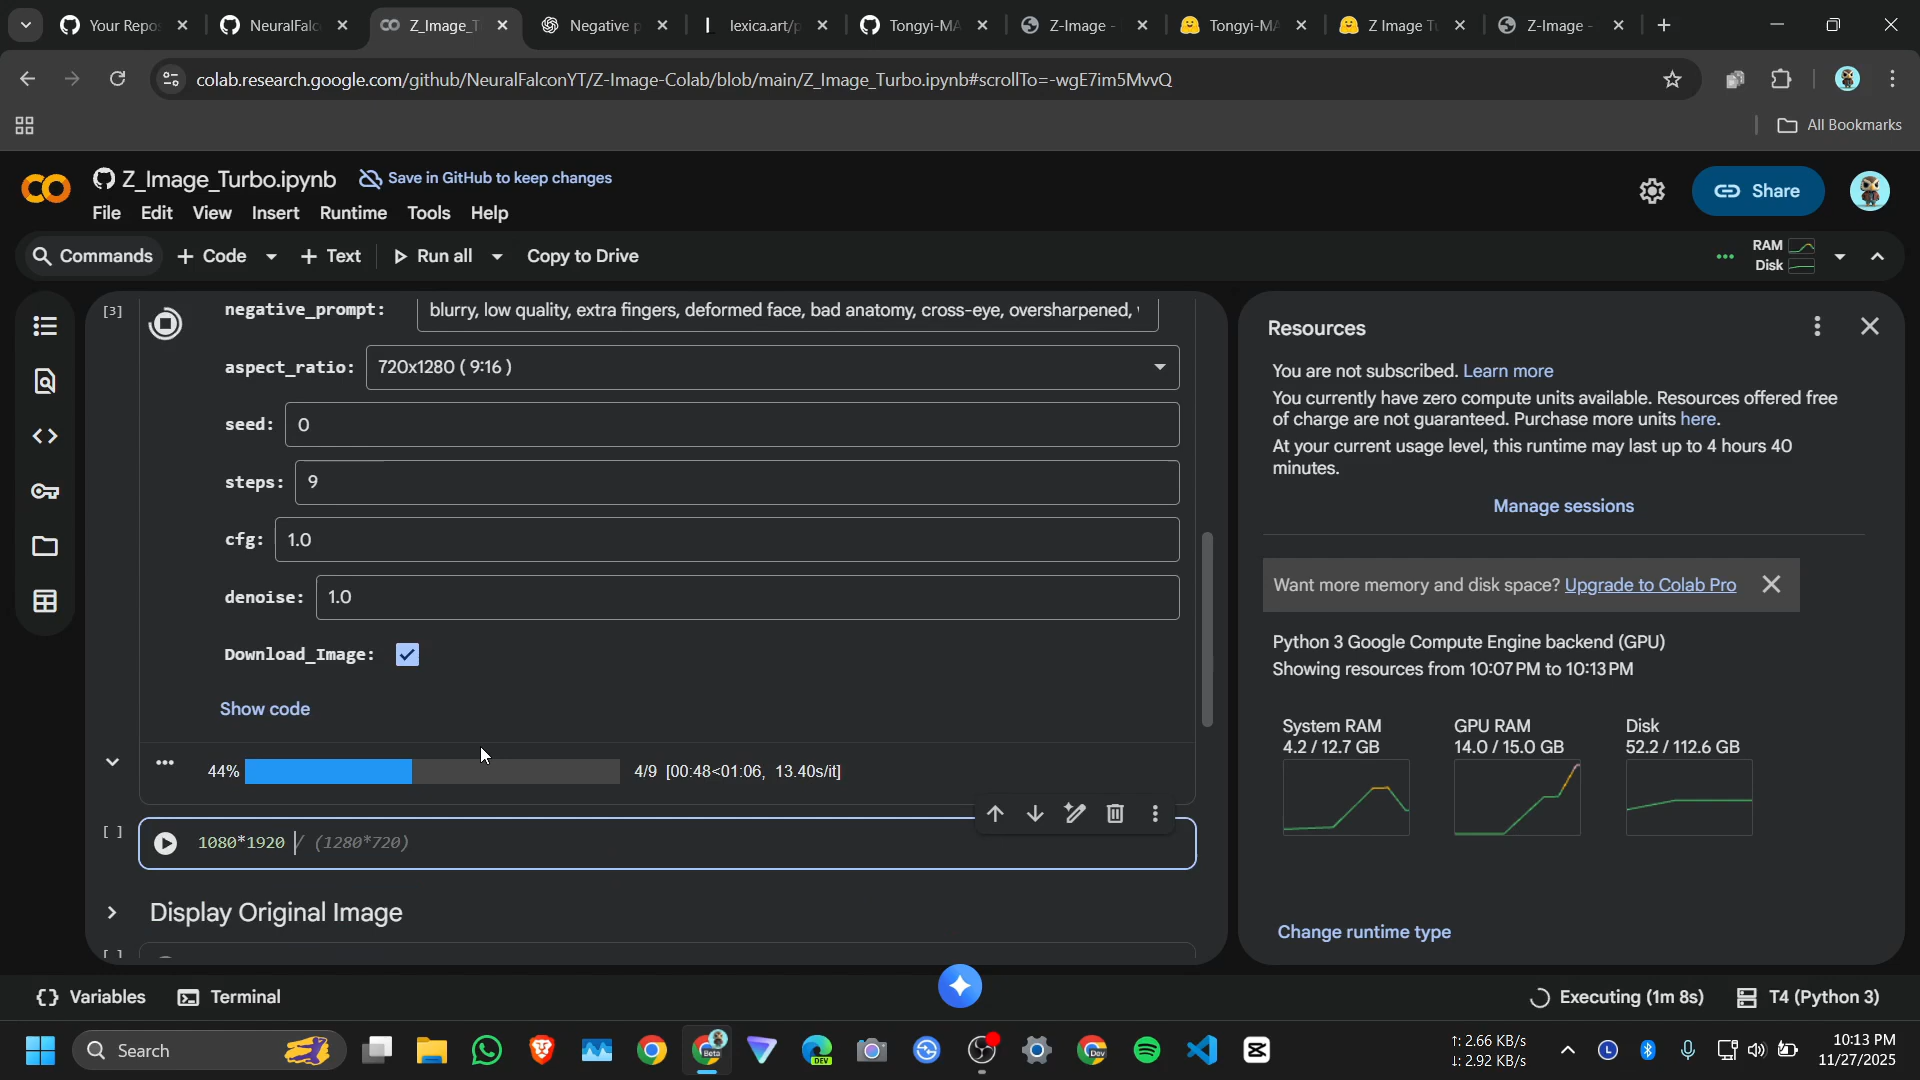 Your Repos
NeuralFalc
Z_Image_T
Negative p
lexica.art/p
Tongyi-MA
Z-Image -
Tongyi-MA
Z Image Tu
Z-Image -
colab.research.google.com/github/NeuralFalconYT/Z-Image-Colab/blob/main/Z_Image_Turbo.ipynb#scrollTo=-wgE7im5MvvQ
All Bookmarks
Z_Image_Turbo.ipynb
Save in GitHub to keep changes
File Edit View Insert Runtime Tools Help
Share
Commands + Code + Text Run all Copy to Drive
RAM
Disk
[3]
negative_prompt: blurry, low quality, extra fingers, deformed face, bad anatomy, cross-eye, oversharpened,
aspect_ratio: 720x1280 ( 9:16 )
seed: 0
steps: 9
cfg: 1.0
denoise: 1.0
Download_Image:
Show code
44% 4/9 [00:48<01:06, 13.40s/it]
[ ] 1080*1920 / (1280*720)
Display Original Image
[ ]
Resources
You are not subscribed. Learn more
You currently have zero compute units available. Resources offered free
of charge are not guaranteed. Purchase more units here.
At your current usage level, this runtime may last up to 4 hours 40
minutes.
Manage sessions
Want more memory and disk space? Upgrade to Colab Pro
Python 3 Google Compute Engine backend (GPU)
Showing resources from 10:07 PM to 10:13 PM
System RAM
4.2 / 12.7 GB
GPU RAM
14.0 / 15.0 GB
Disk
52.2 / 112.6 GB
Change runtime type
Variables
Terminal
Executing (1m 8s)
T4 (Python 3)
Search
Beta
DEV
Dev
↑: 2.66 KB/s
↓: 2.92 KB/s
10:13 PM
11/27/2025